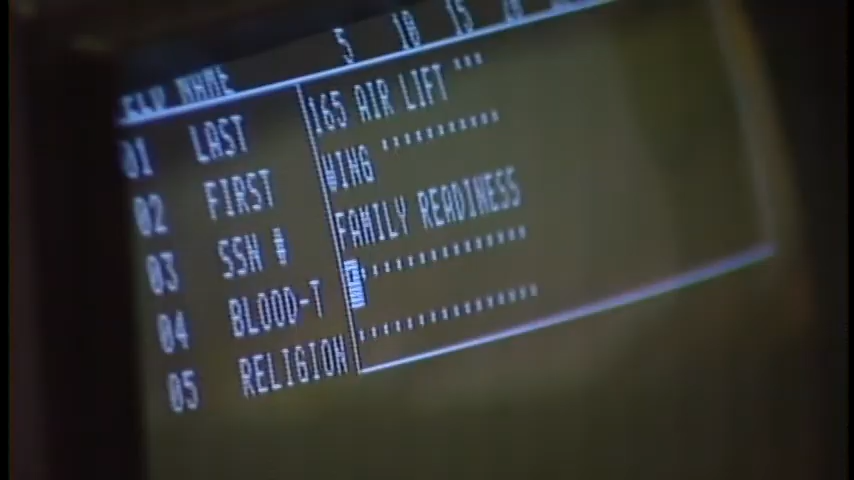 5 10 15 20
NAME
01 LAST 165 AIR LIFT ***
02 FIRST WING ***********
03 SSN # FAMILY READINESS
04 BLOOD-T ***************
05 RELIGION ****************